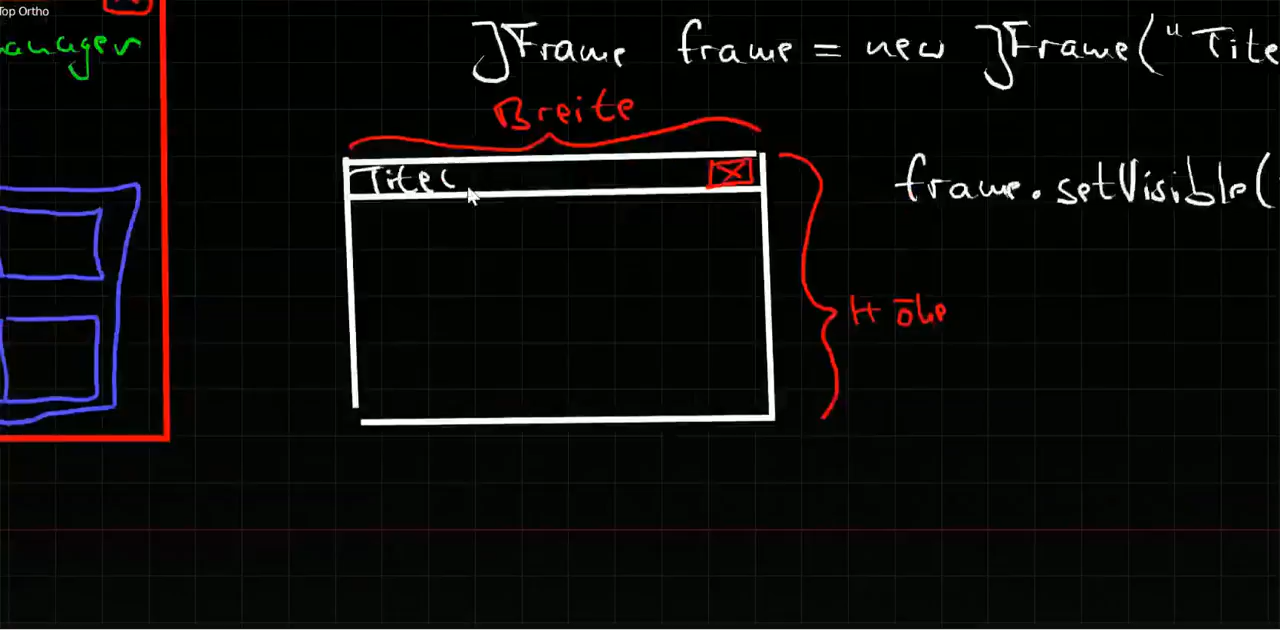 Top Ortho
anager
JFrame frame = new JFrame("Tite
Breite
Titel
frame.setVisible(
Höhe